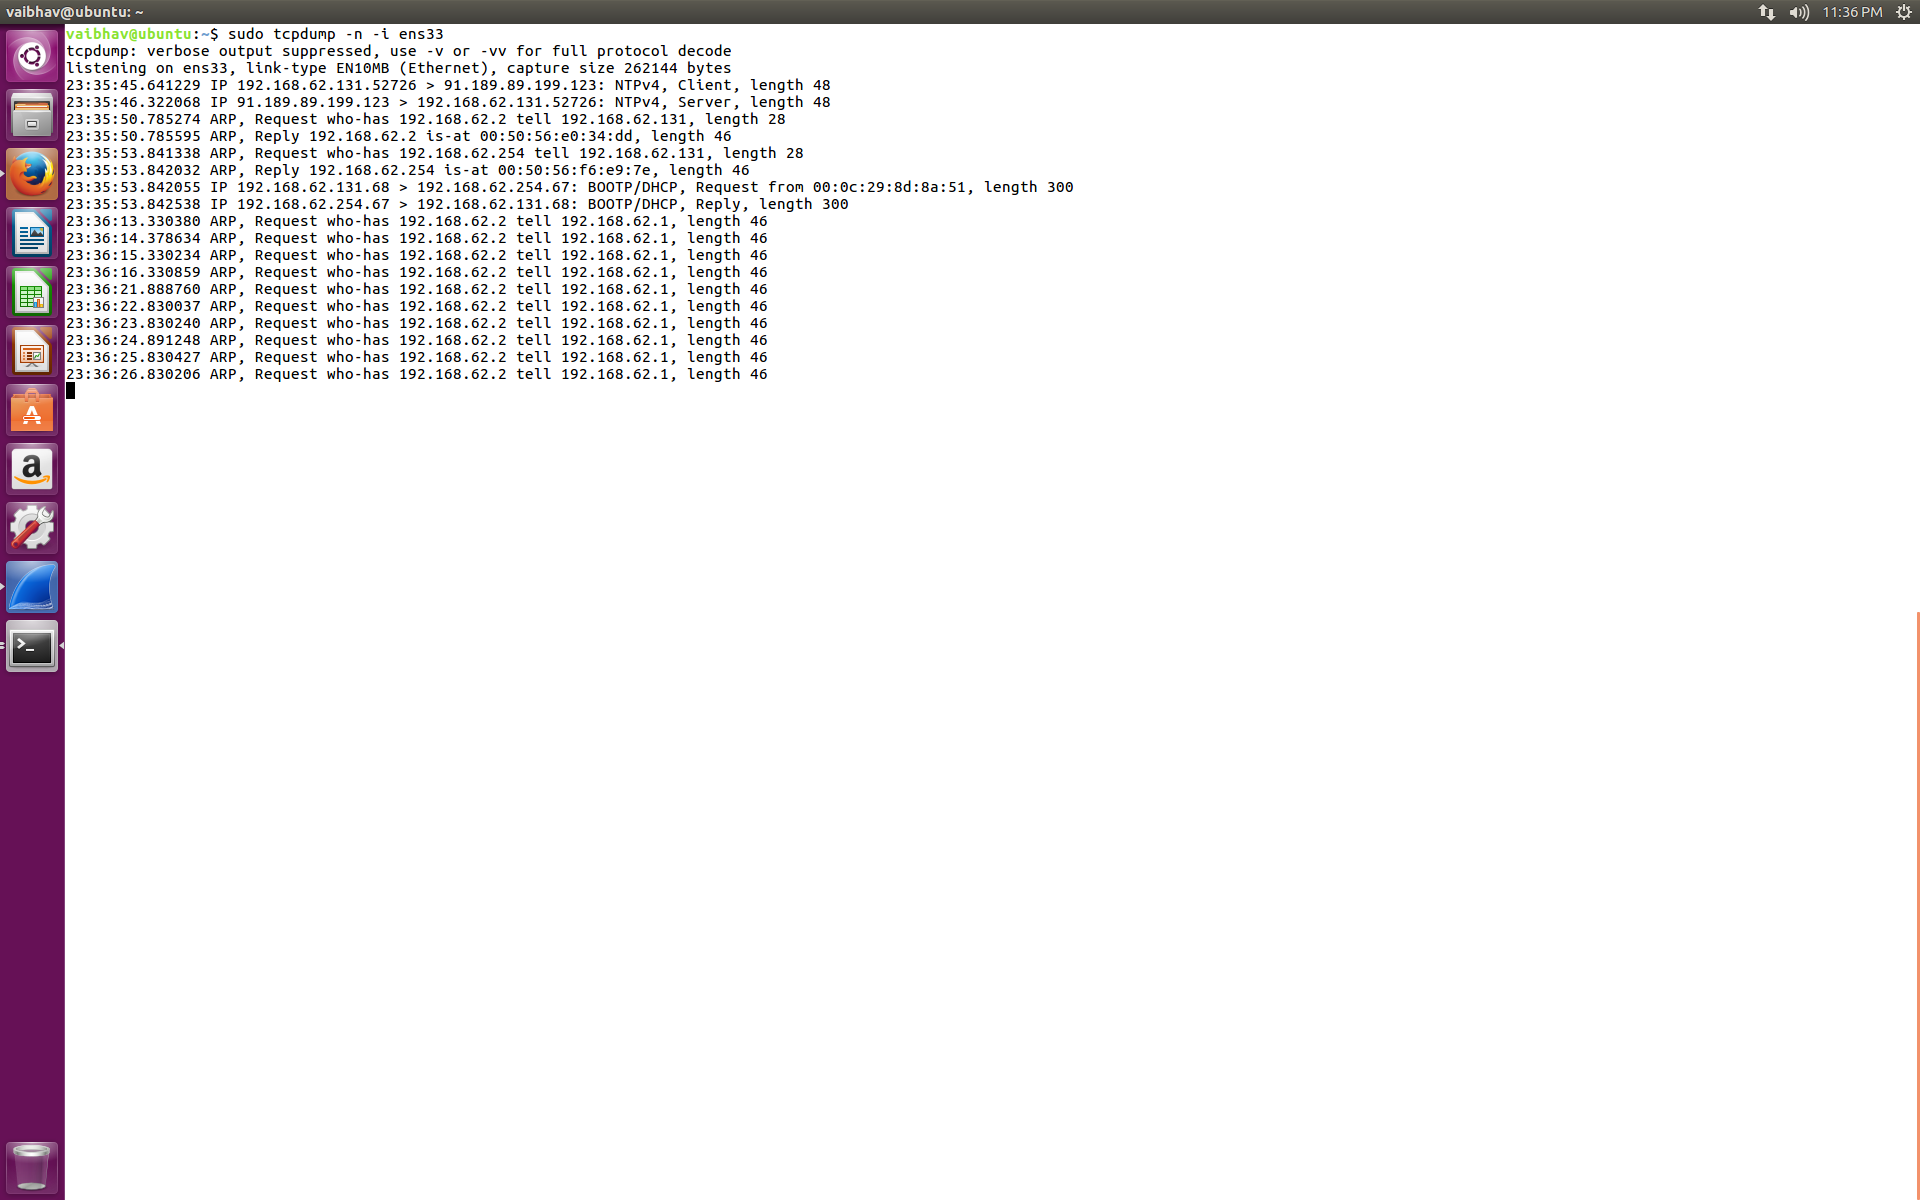 vaibhav@ubuntu: ~
11:36 PM
vaibhav@ubuntu:~$ sudo tcpdump -n -i ens33
tcpdump: verbose output suppressed, use -v or -vv for full protocol decode
listening on ens33, link-type EN10MB (Ethernet), capture size 262144 bytes
23:35:45.641229 IP 192.168.62.131.52726 > 91.189.89.199.123: NTPv4, Client, length 48
23:35:46.322068 IP 91.189.89.199.123 > 192.168.62.131.52726: NTPv4, Server, length 48
23:35:50.785274 ARP, Request who-has 192.168.62.2 tell 192.168.62.131, length 28
23:35:50.785595 ARP, Reply 192.168.62.2 is-at 00:50:56:e0:34:dd, length 46
23:35:53.841338 ARP, Request who-has 192.168.62.254 tell 192.168.62.131, length 28
23:35:53.842032 ARP, Reply 192.168.62.254 is-at 00:50:56:f6:e9:7e, length 46
23:35:53.842055 IP 192.168.62.131.68 > 192.168.62.254.67: BOOTP/DHCP, Request from 00:0c:29:8d:8a:51, length 300
23:35:53.842538 IP 192.168.62.254.67 > 192.168.62.131.68: BOOTP/DHCP, Reply, length 300
23:36:13.330380 ARP, Request who-has 192.168.62.2 tell 192.168.62.1, length 46
23:36:14.378634 ARP, Request who-has 192.168.62.2 tell 192.168.62.1, length 46
23:36:15.330234 ARP, Request who-has 192.168.62.2 tell 192.168.62.1, length 46
23:36:16.330859 ARP, Request who-has 192.168.62.2 tell 192.168.62.1, length 46
23:36:21.888760 ARP, Request who-has 192.168.62.2 tell 192.168.62.1, length 46
23:36:22.830037 ARP, Request who-has 192.168.62.2 tell 192.168.62.1, length 46
23:36:23.830240 ARP, Request who-has 192.168.62.2 tell 192.168.62.1, length 46
23:36:24.891248 ARP, Request who-has 192.168.62.2 tell 192.168.62.1, length 46
23:36:25.830427 ARP, Request who-has 192.168.62.2 tell 192.168.62.1, length 46
23:36:26.830206 ARP, Request who-has 192.168.62.2 tell 192.168.62.1, length 46